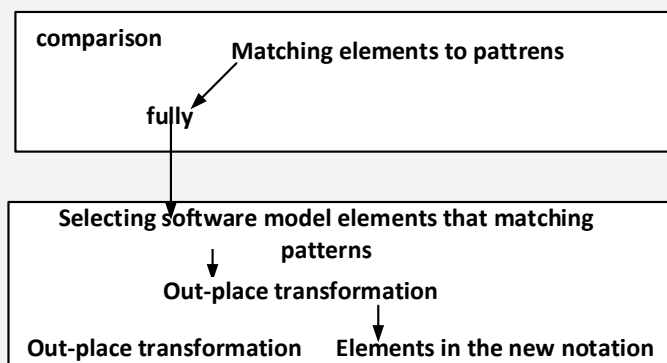 comparison
Matching elements to pattrens
fully
Selecting software model elements that matching
patterns
Out-place transformation
Out-place transformation
Elements in the new notation